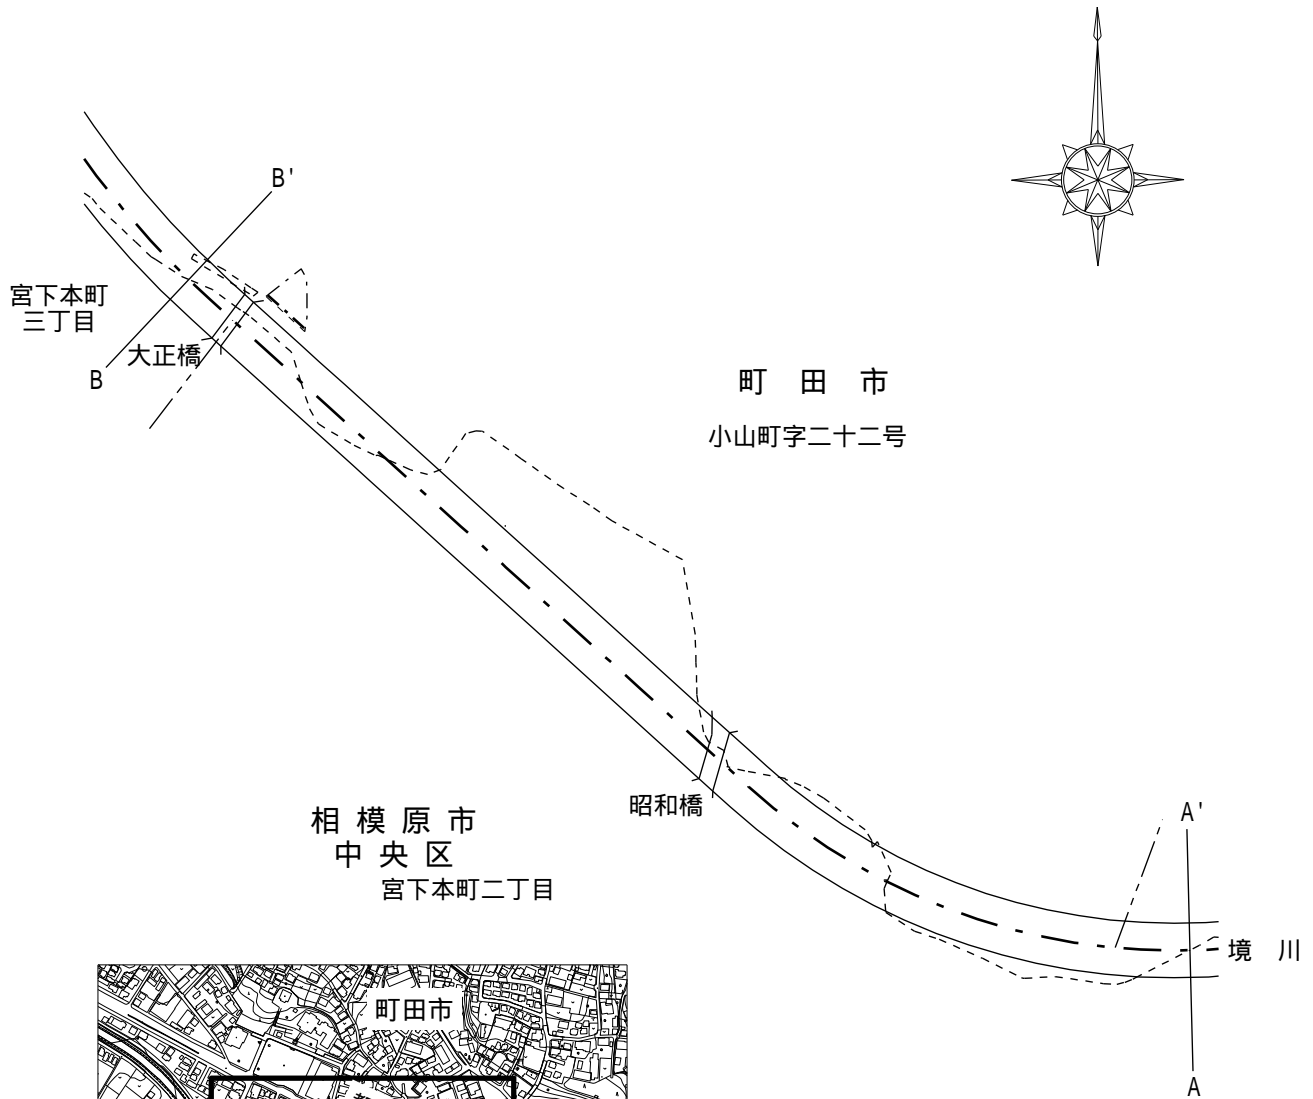 B'
宮下本町
三丁目
大正橋
B
町 田 市
小山町字二十二号
昭和橋
相 模 原 市
中 央 区
宮下本町二丁目
A'
境 川
町田市
A